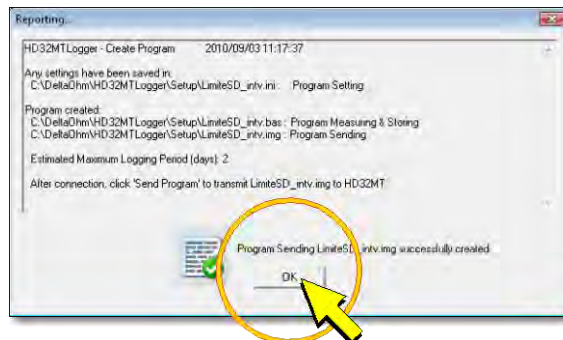 Reporting...
HD32MTLogger - Create Program 2010/09/03 11:17:37
Any settings have been saved in:
C:\DeltaOhm\HD32MTLogger\Setup\LimiteSD_intv.ini : Program Setting
Program created:
C:\DeltaOhm\HD32MTLogger\Setup\LimiteSD_intv.bas : Program Measuring & Storing
C:\DeltaOhm\HD32MTLogger\Setup\LimiteSD_intv.img : Program Sending
Estimated Maximum Logging Period (days): 2
After connection, click 'Send Program' to transmit LimiteSD_intv.img to HD32MT
Program Sending LimiteSD_intv.img successfully created
OK